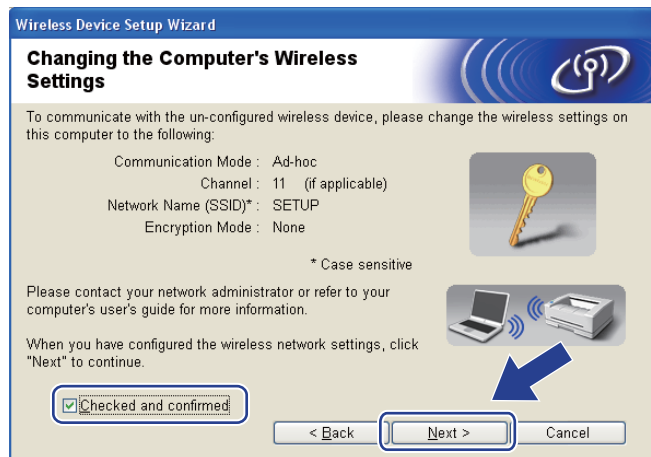 Wireless Device Setup Wizard
Changing the Computer's Wireless
Settings
To communicate with the un-configured wireless device, please change the wireless settings on
this computer to the following:
Communication Mode : Ad-hoc
Channel : 11 (if applicable)
Network Name (SSID)* : SETUP
Encryption Mode : None
* Case sensitive
Please contact your network administrator or refer to your
computer's user's guide for more information.
When you have configured the wireless network settings, click
"Next" to continue.
Checked and confirmed
< Back Next > Cancel